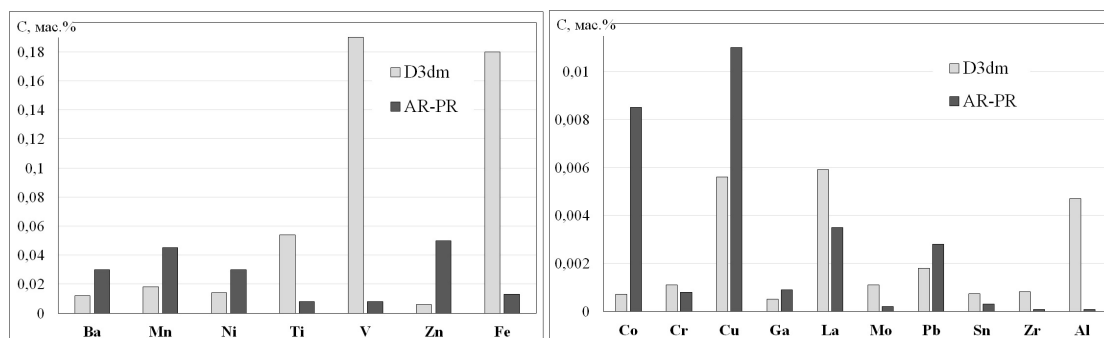 С, мас.%
0,18
0,16
0,14
0,12
0,1
0,08
0,06
0,04
0,02
0
D3dm
AR-PR
Ba Mn Ni Ti V Zn Fe
С, мас.%
0,01
0,008
0,006
0,004
0,002
0
D3dm
AR-PR
Co Cr Cu Ga La Mo Pb Sn Zr Al